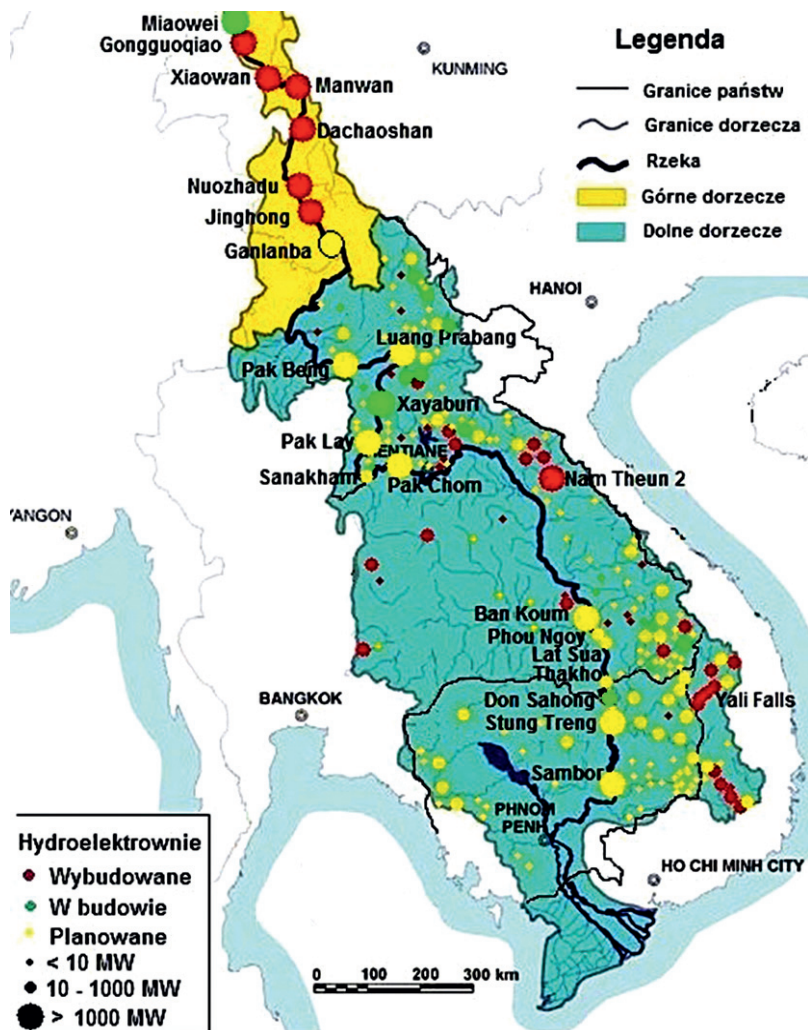 Miaowei
Gongguoqiao
Xiaowan
Manwan
Dachaoshan
Nuozhadu
Jinghong
Ganlanba
KUNMING
Legenda
Granice państw
Granice dorzecza
Rzeka
Górne dorzecze
Dolne dorzecze
HANOI
Luang Prabang
Pak Beng
Xayaburi
Pak Lay
ENTIANE
Sanakham
Pak Chom
Nam Theun 2
YANGON
Ban Koum
Phou Ngoy
Lat Sua
Thakho
Don Sahong
Stung Treng
Yali Falls
BANGKOK
Sambor
PHNOM
PENH
HO CHI MINH CITY
Hydroelektrownie
Wybudowane
W budowie
Planowane
< 10 MW
10 - 1000 MW
> 1000 MW
0 100 200 300 km